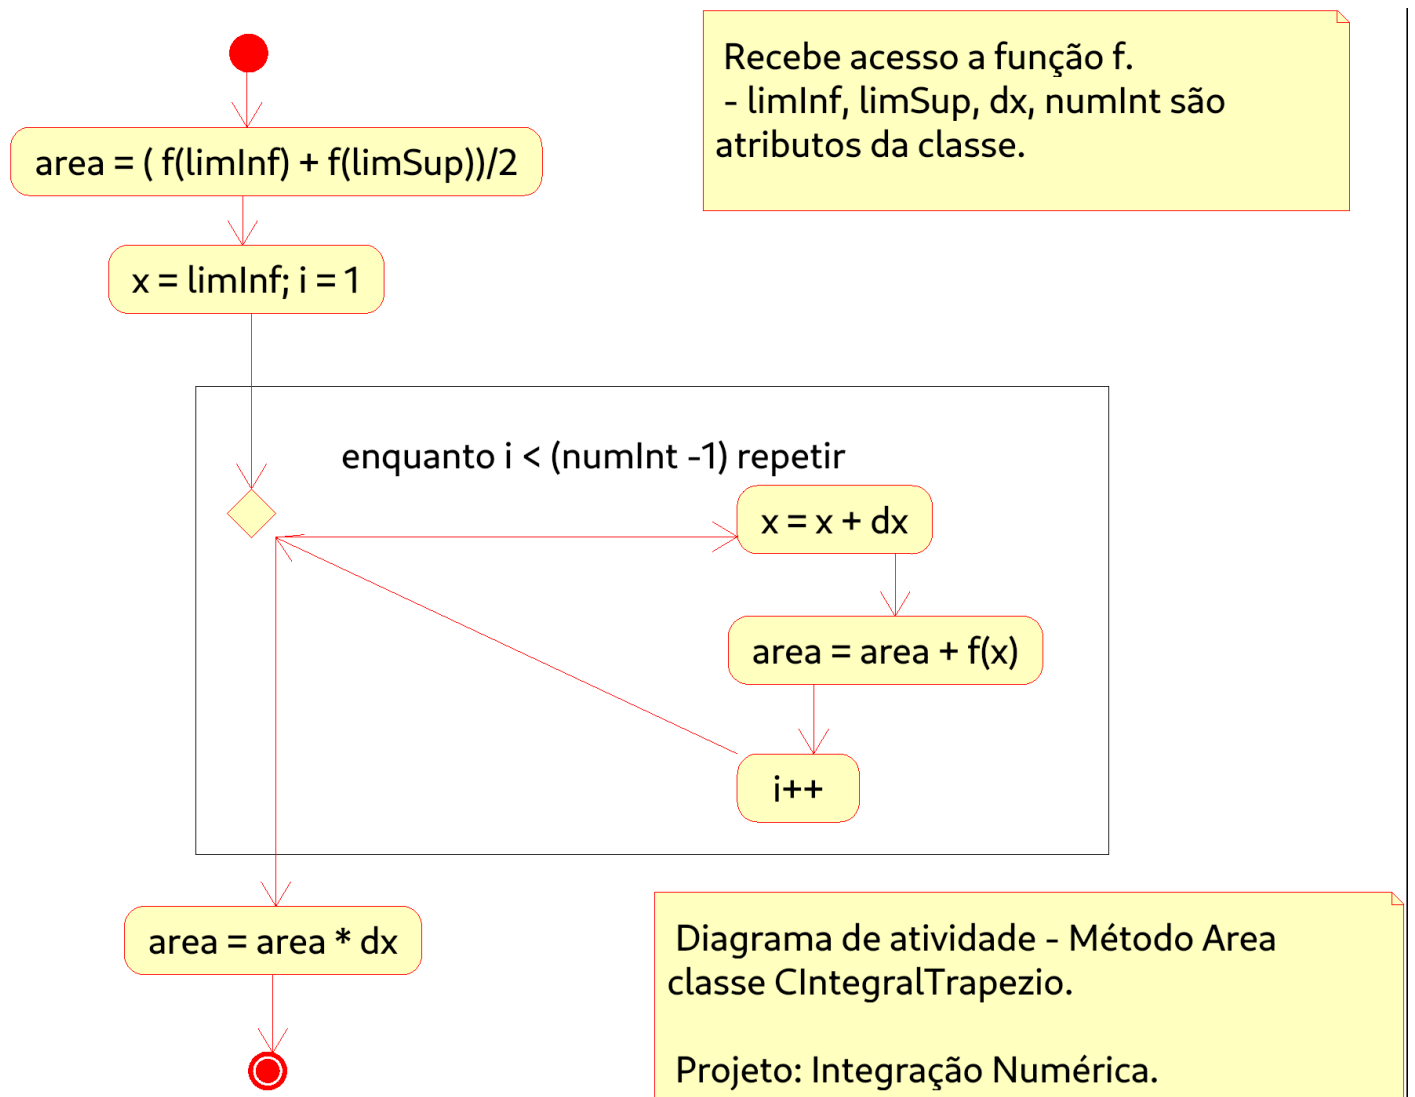 Recebe acesso a função f.
- limInf, limSup, dx, numInt são
atributos da classe.
area = ( f(limInf) + f(limSup))/2
x = limInf; i = 1
enquanto i < (numInt -1) repetir
x = x + dx
area = area + f(x)
i++
area = area * dx
Diagrama de atividade - Método Area
classe CIntegralTrapezio.
Projeto: Integração Numérica.